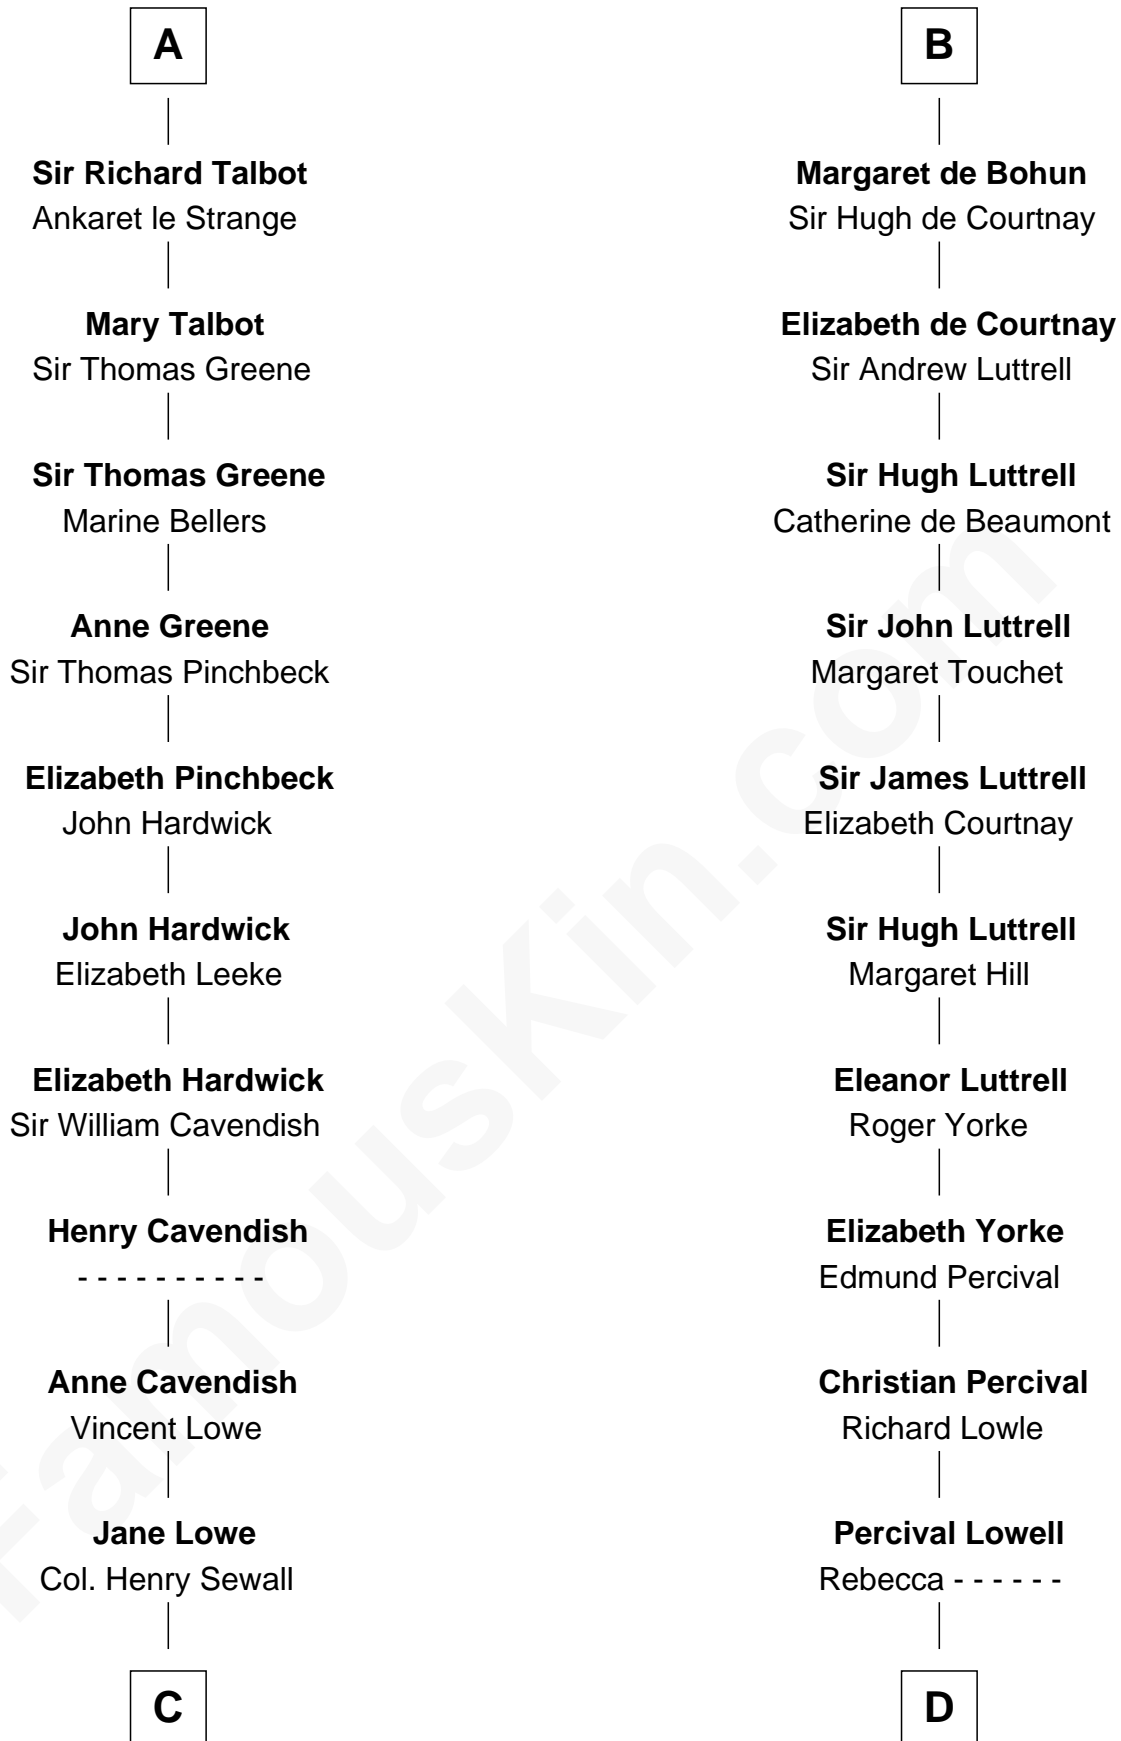 A
Sir Richard Talbot
Ankaret le Strange
Mary Talbot
Sir Thomas Greene
Sir Thomas Greene
Marine Bellers
Anne Greene
Sir Thomas Pinchbeck
Elizabeth Pinchbeck
John Hardwick
John Hardwick
Elizabeth Leeke
Elizabeth Hardwick
Sir William Cavendish
Henry Cavendish
- - - - - - - - - -
Anne Cavendish
Vincent Lowe
Jane Lowe
Col. Henry Sewall
C
B
Margaret de Bohun
Sir Hugh de Courtnay
Elizabeth de Courtnay
Sir Andrew Luttrell
Sir Hugh Luttrell
Catherine de Beaumont
Sir John Luttrell
Margaret Touchet
Sir James Luttrell
Elizabeth Courtnay
Sir Hugh Luttrell
Margaret Hill
Eleanor Luttrell
Roger Yorke
Elizabeth Yorke
Edmund Percival
Christian Percival
Richard Lowle
Percival Lowell
Rebecca - - - - - -
D
FamousKin.com